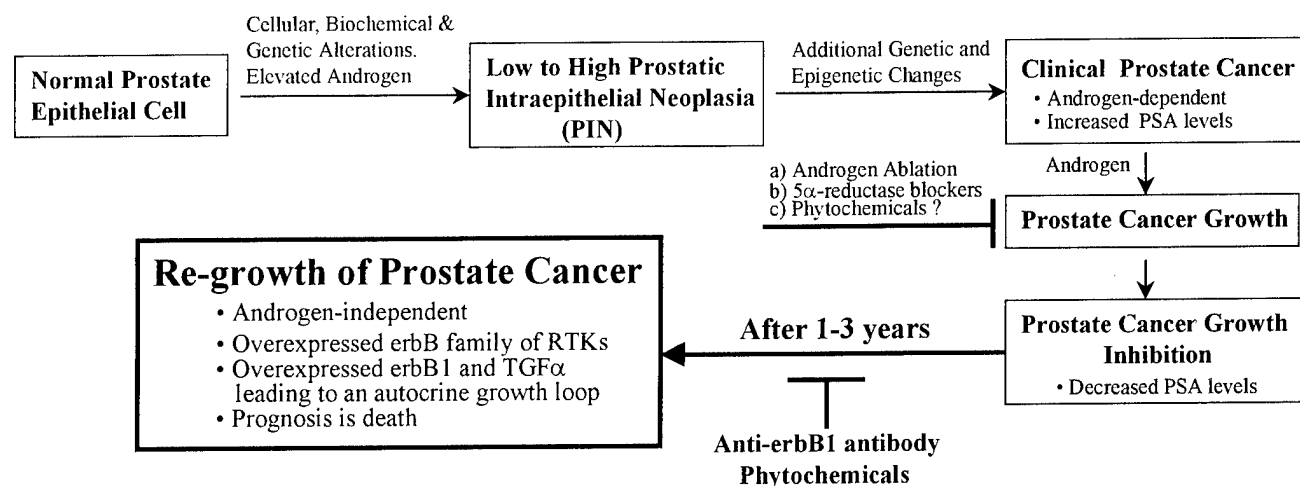 Normal Prostate
Epithelial Cell
Cellular, Biochemical &
Genetic Alterations.
Elevated Androgen
Low to High Prostatic
Intraepithelial Neoplasia
(PIN)
Additional Genetic and
Epigenetic Changes
Clinical Prostate Cancer
• Androgen-dependent
• Increased PSA levels
Androgen
a) Androgen Ablation
b) 5α-reductase blockers
c) Phytochemicals ?
Prostate Cancer Growth
Prostate Cancer Growth
Inhibition
• Decreased PSA levels
After 1-3 years
Anti-erbB1 antibody
Phytochemicals
Re-growth of Prostate Cancer
• Androgen-independent
• Overexpressed erbB family of RTKs
• Overexpressed erbB1 and TGFα
leading to an autocrine growth loop
• Prognosis is death